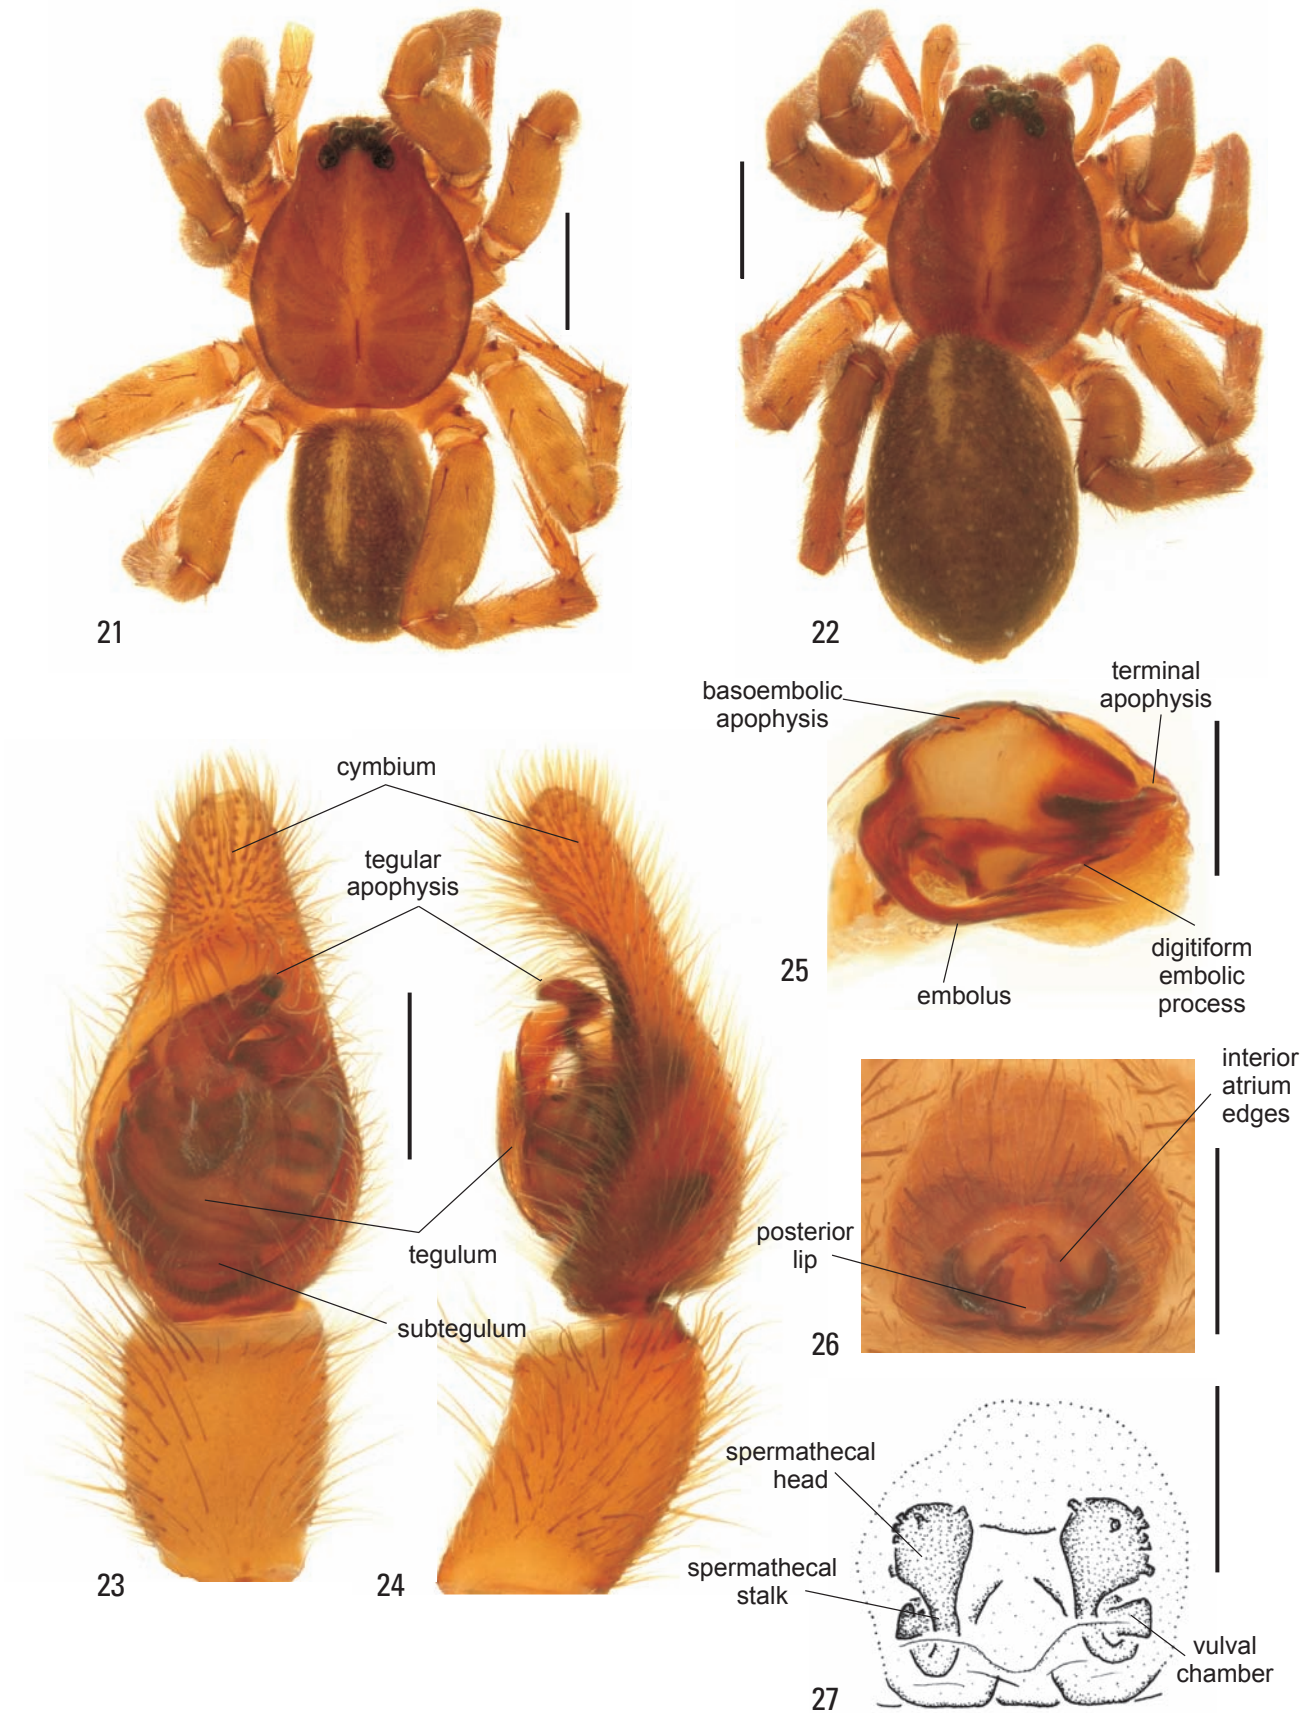 21
22
basoembolic
apophysis
terminal
apophysis
cymbium
tegular
apophysis
25
embolus
digitiform
embolic
process
tegulum
subtegulum
interior
atrium
edges
posterior
lip
26
spermathecal
head
spermathecal
stalk
vulval
chamber
23
24
27